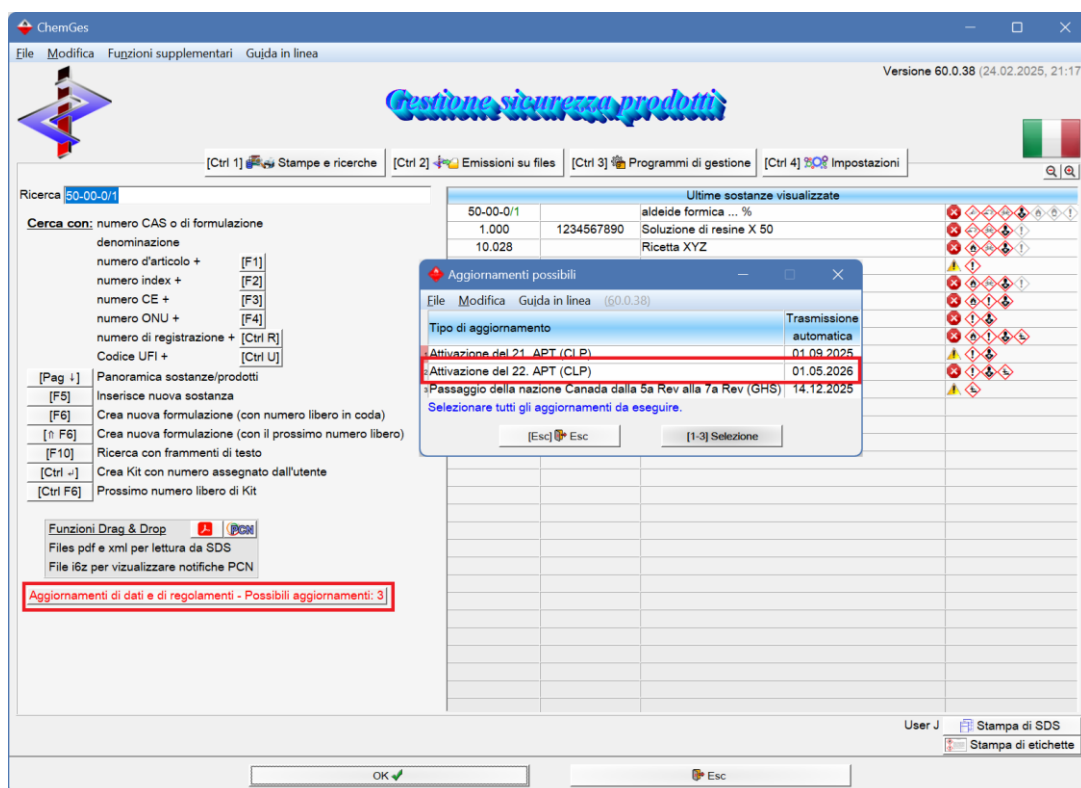 ChemGes
File Modifica Funzioni supplementari Guida in linea
Versione 60.0.38 (24.02.2025, 21:17
Gestione sicurezza prodotti
[Ctrl 1] Stampe e ricerche [Ctrl 2] Emissioni su files [Ctrl 3] Programmi di gestione [Ctrl 4] Impostazioni
Ricerca 50-00-0/1
Cerca con: numero CAS o di formulazione
denominazione
numero d'articolo + [F1]
numero index + [F2]
numero CE + [F3]
numero ONU + [F4]
numero di registrazione + [Ctrl R]
Codice UFI + [Ctrl U]
[Pag ↓] Panoramica sostanze/prodotti
[F5] Inserisce nuova sostanza
[F6] Crea nuova formulazione (con numero libero in coda)
[⇑ F6] Crea nuova formulazione (con il prossimo numero libero)
[F10] Ricerca con frammenti di testo
[Ctrl ↵] Crea Kit con numero assegnato dall'utente
[Ctrl F6] Prossimo numero libero di Kit
Funzioni Drag & Drop PCN
Files pdf e xml per lettura da SDS
File i6z per vizualizzare notifiche PCN
Aggiornamenti di dati e di regolamenti - Possibili aggiornamenti: 3
Ultime sostanze visualizzate
50-00-0/1 aldeide formica ... %
1.000 1234567890 Soluzione di resine X 50
10.028 Ricetta XYZ
Aggiornamenti possibili
File Modifica Guida in linea (60.0.38)
Tipo di aggiornamento Trasmissione automatica
1 Attivazione del 21. APT (CLP) 01.09.2025
2 Attivazione del 22. APT (CLP) 01.05.2026
3 Passaggio della nazione Canada dalla 5a Rev alla 7a Rev (GHS) 14.12.2025
Selezionare tutti gli aggiornamenti da eseguire.
[Esc] Esc [1-3] Selezione
User J Stampa di SDS
Stampa di etichette
OK Esc